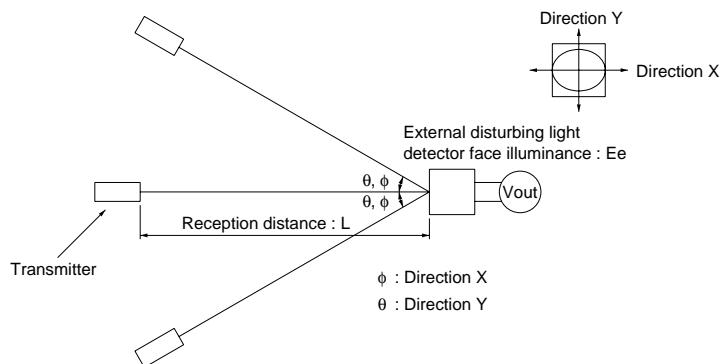 Direction Y
Direction X
External disturbing light
detector face illuminance : Ee
θ, ϕ
θ, ϕ
Vout
Reception distance : L
Transmitter
ϕ : Direction X
θ : Direction Y